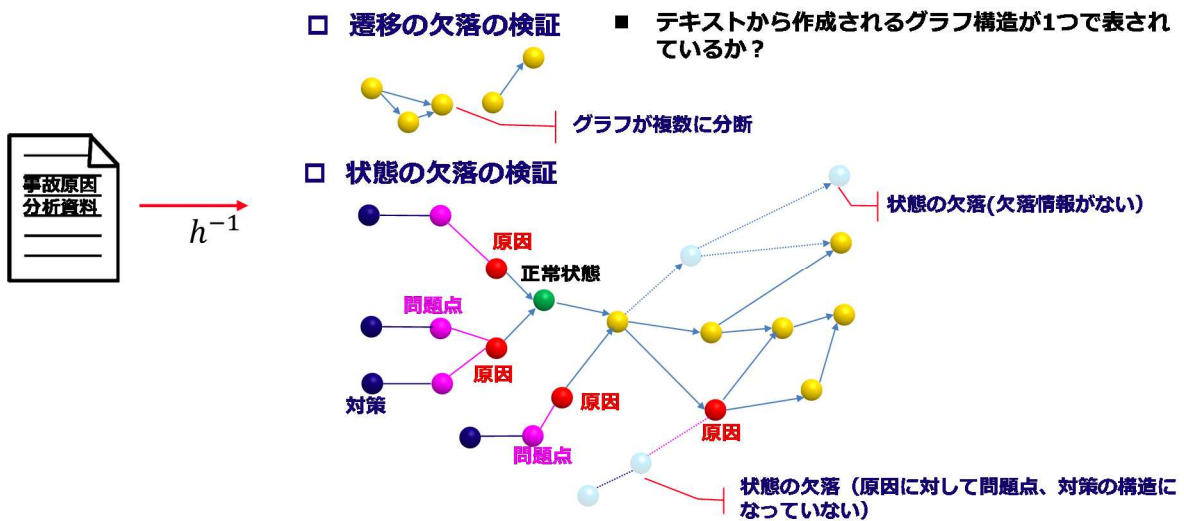 □ 遷移の欠落の検証
■ テキストから作成されるグラフ構造が1つで表され
ているか？
グラフが複数に分断
事故原因
分析資料
h⁻¹
□ 状態の欠落の検証
状態の欠落(欠落情報がない）
原因
正常状態
問題点
原因
対策
原因
問題点
原因
状態の欠落（原因に対して問題点、対策の構造に
なっていない）